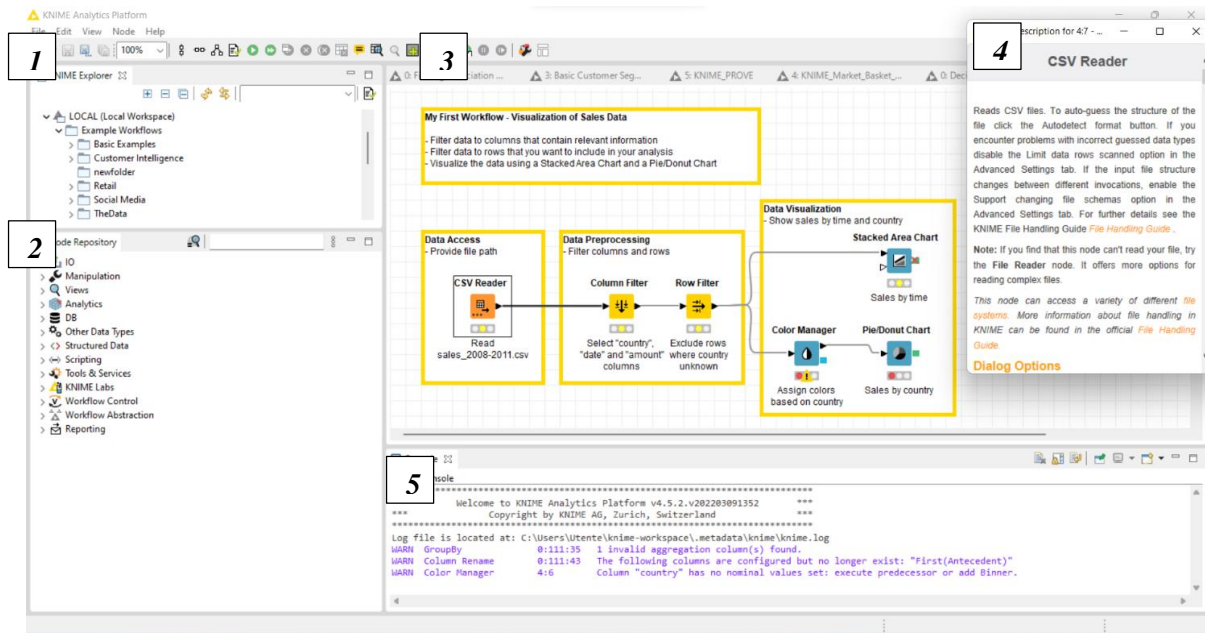 KNIME Analytics Platform
File Edit View Node Help
100%
1
KNIME Explorer
LOCAL (Local Workspace)
Example Workflows
Basic Examples
Customer Intelligence
newfolder
Retail
Social Media
TheData
2
Node Repository
IO
Manipulation
Views
Analytics
DB
Other Data Types
Structured Data
Scripting
Tools & Services
KNIME Labs
Workflow Control
Workflow Abstraction
Reporting
3
3: Basic Customer Seg...
5: KNIME_PROVE
4: KNIME_Market_Basket_...
0: Deci
My First Workflow - Visualization of Sales Data
- Filter data to columns that contain relevant information
- Filter data to rows that you want to include in your analysis
- Visualize the data using a Stacked Area Chart and a Pie/Donut Chart
Data Access
- Provide file path
CSV Reader
Read
sales_2008-2011.csv
Data Preprocessing
- Filter columns and rows
Column Filter
Select "country",
"date" and "amount"
columns
Row Filter
Exclude rows
where country
unknown
Data Visualization
- Show sales by time and country
Stacked Area Chart
Sales by time
Color Manager
Assign colors
based on country
Pie/Donut Chart
Sales by country
4
escription for 4:7 - ...
CSV Reader
Reads CSV files. To auto-guess the structure of the
file click the Autodetect format button. If you
encounter problems with incorrect guessed data types
disable the Limit data rows scanned option in the
Advanced Settings tab. If the input file structure
changes between different invocations, enable the
Support changing file schemas option in the
Advanced Settings tab. For further details see the
KNIME File Handling Guide File Handling Guide .
Note: If you find that this node can't read your file, try
the File Reader node. It offers more options for
reading complex files.
This node can access a variety of different file
systems. More information about file handling in
KNIME can be found in the official File Handling
Guide.
Dialog Options
5
onsole
********************************************************************************
Welcome to KNIME Analytics Platform v4.5.2.v202203091352 ***
*** Copyright by KNIME AG, Zurich, Switzerland ***
********************************************************************************
Log file is located at: C:\Users\Utente\knime-workspace\.metadata\knime\knime.log
WARN GroupBy 0:111:35 1 invalid aggregation column(s) found.
WARN Column Rename 0:111:43 The following columns are configured but no longer exist: "First(Antecedent)"
WARN Color Manager 4:6 Column "country" has no nominal values set: execute predecessor or add Binner.